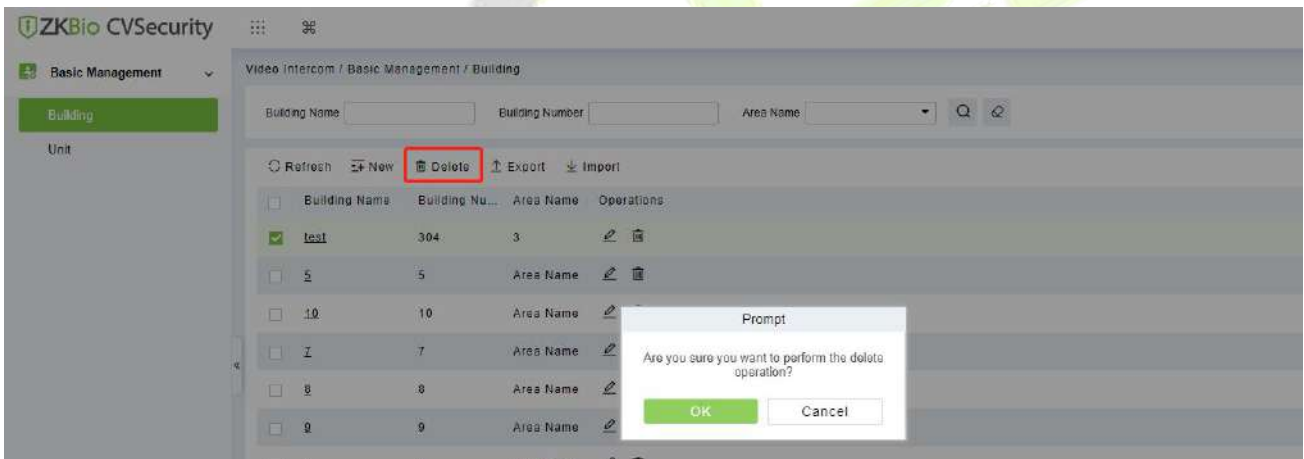 ZKBio CVSecurity
Basic Management
Building
Unit
Video Intercom / Basic Management / Building
Building Name Building Number Area Name
Refresh New Delete Export Import
Building Name Building Nu... Area Name Operations
test 304 3
5 5 Area Name
10 10 Area Name
7 7 Area Name
8 8 Area Name
9 9 Area Name
Prompt
Are you sure you want to perform the delete
operation?
OK Cancel